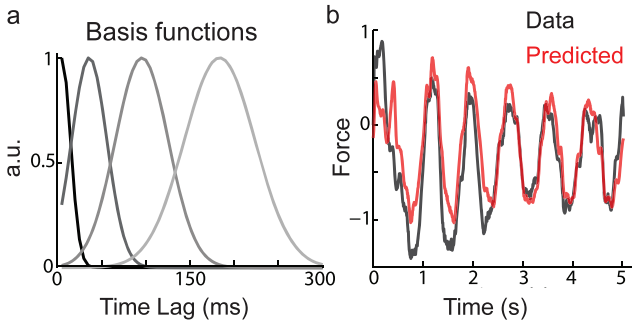 a
Basis functions
1
0.5
0
a.u.
0
150
300
Time Lag (ms)
b
Data
Predicted
1
0
−1
Force
0 1 2 3 4 5
Time (s)